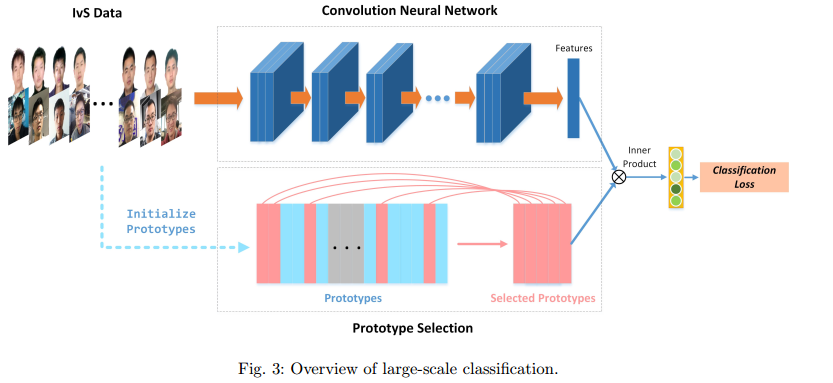 IvS Data
Convolution Neural Network
Features
Inner
Product
Classification
Loss
Initialize
Prototypes
Prototypes
Selected Prototypes
Prototype Selection
Fig. 3: Overview of large-scale classification.